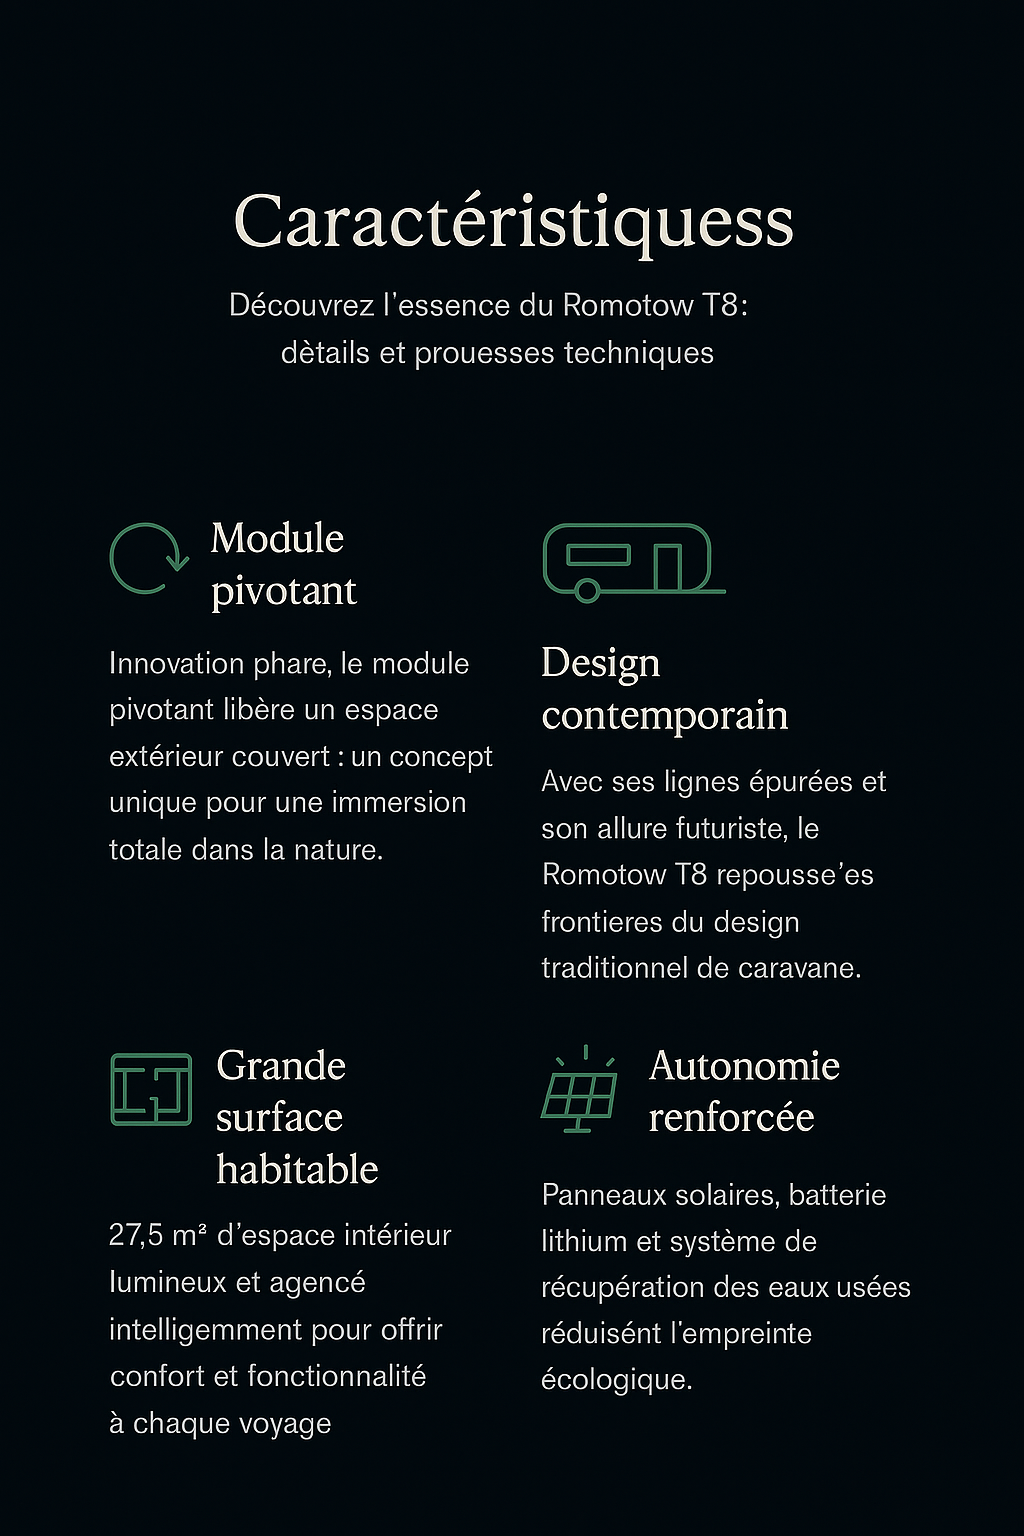 Caractéristiquess
Découvrez l'essence du Romotow T8:
dètails et prouesses techniques
Module
pivotant
Innovation phare, le module
pivotant libère un espace
extérieur couvert : un concept
unique pour une immersion
totale dans la nature.
Design
contemporain
Avec ses lignes épurées et
son allure futuriste, le
Romotow T8 repousse’es
frontieres du design
traditionnel de caravane.
Grande
surface
habitable
27,5 m² d’espace intérieur
lumineux et agencé
intelligemment pour offrir
confort et fonctionnalité
à chaque voyage
Autonomie
renforcée
Panneaux solaires, batterie
lithium et système de
récupération des eaux usées
réduisént l'empreinte
écologique.